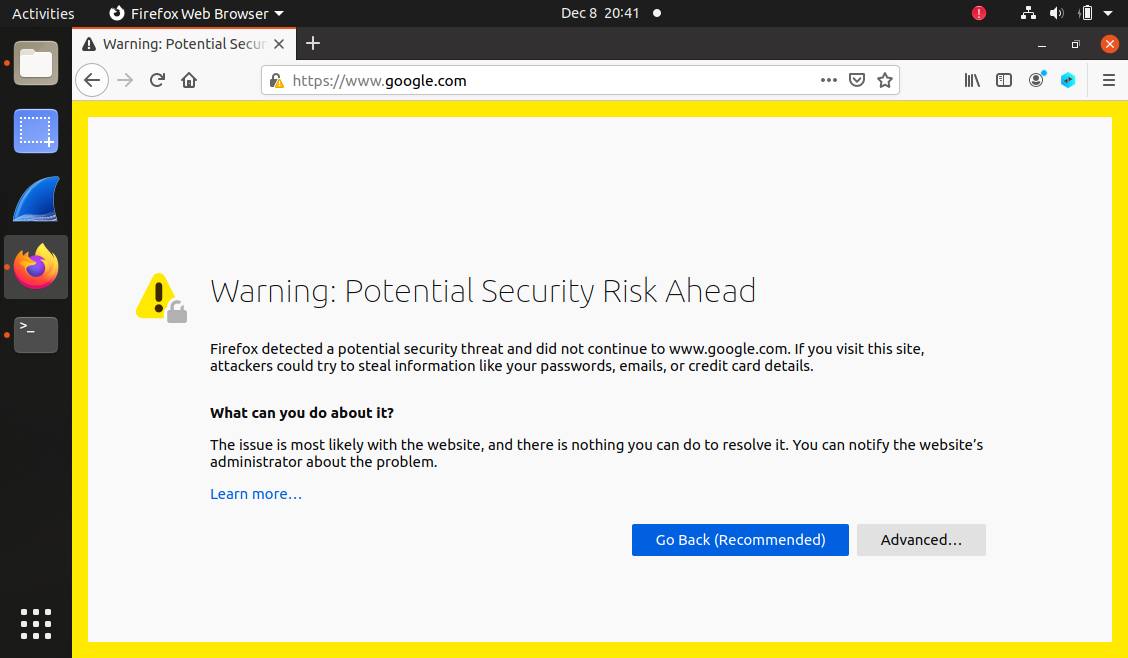 Activities Firefox Web Browser Dec 8 20:41
Warning: Potential Secur
https://www.google.com
>_
Warning: Potential Security Risk Ahead
Firefox detected a potential security threat and did not continue to www.google.com. If you visit this site,
attackers could try to steal information like your passwords, emails, or credit card details.
What can you do about it?
The issue is most likely with the website, and there is nothing you can do to resolve it. You can notify the website’s
administrator about the problem.
Learn more…
Go Back (Recommended) Advanced…